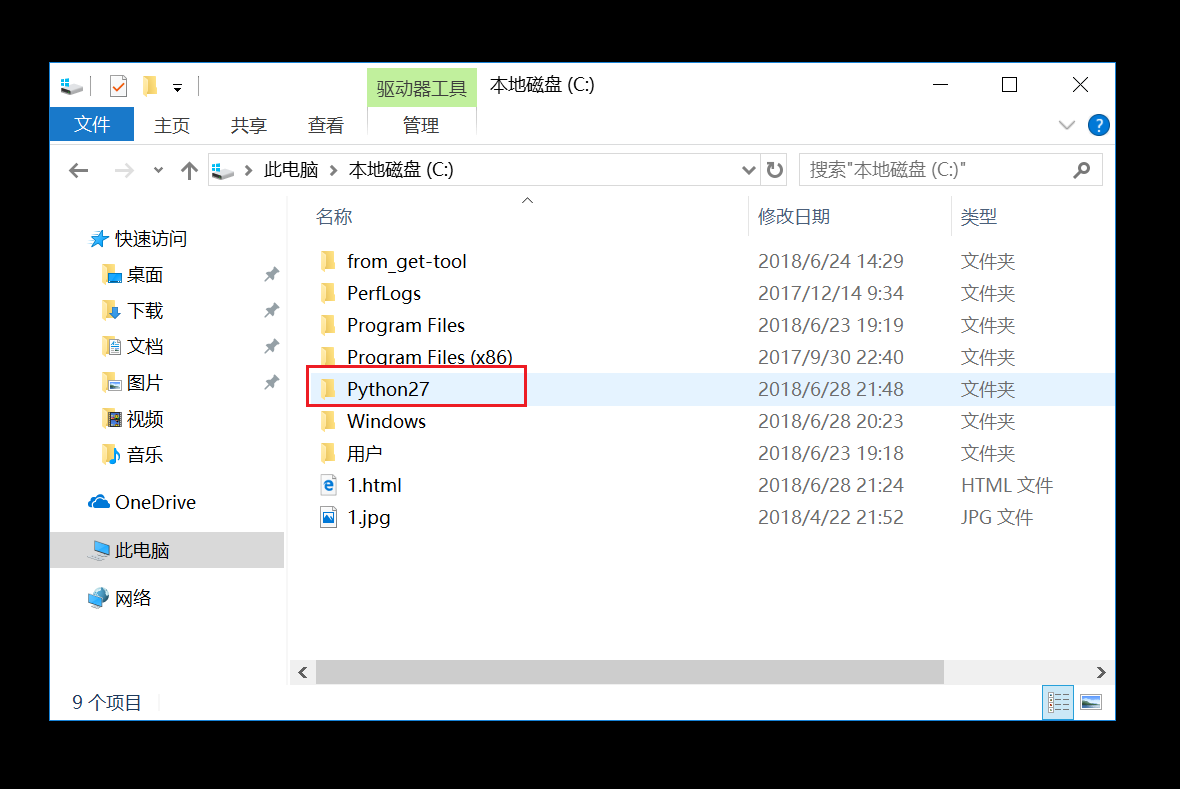 驱动器工具 本地磁盘 (C:)
文件 主页 共享 查看 管理
此电脑 本地磁盘 (C:) 搜索"本地磁盘 (C:)"
名称 修改日期 类型
快速访问
桌面
下载
文档
图片
视频
音乐
OneDrive
此电脑
网络
from_get-tool 2018/6/24 14:29 文件夹
PerfLogs 2017/12/14 9:34 文件夹
Program Files 2018/6/23 19:19 文件夹
Program Files (x86) 2017/9/30 22:40 文件夹
Python27 2018/6/28 21:48 文件夹
Windows 2018/6/28 20:23 文件夹
用户 2018/6/23 19:18 文件夹
1.html 2018/6/28 21:24 HTML 文件
1.jpg 2018/4/22 21:52 JPG 文件
9 个项目